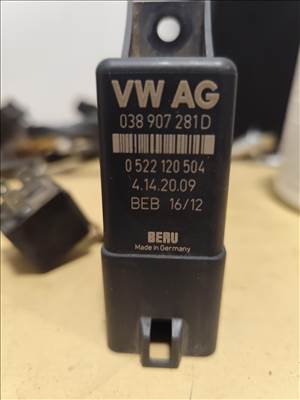 VW AG
038 907 281D
0 522 120 504
4.14.20.09
BEB 16/12
BERU
Made in Germany